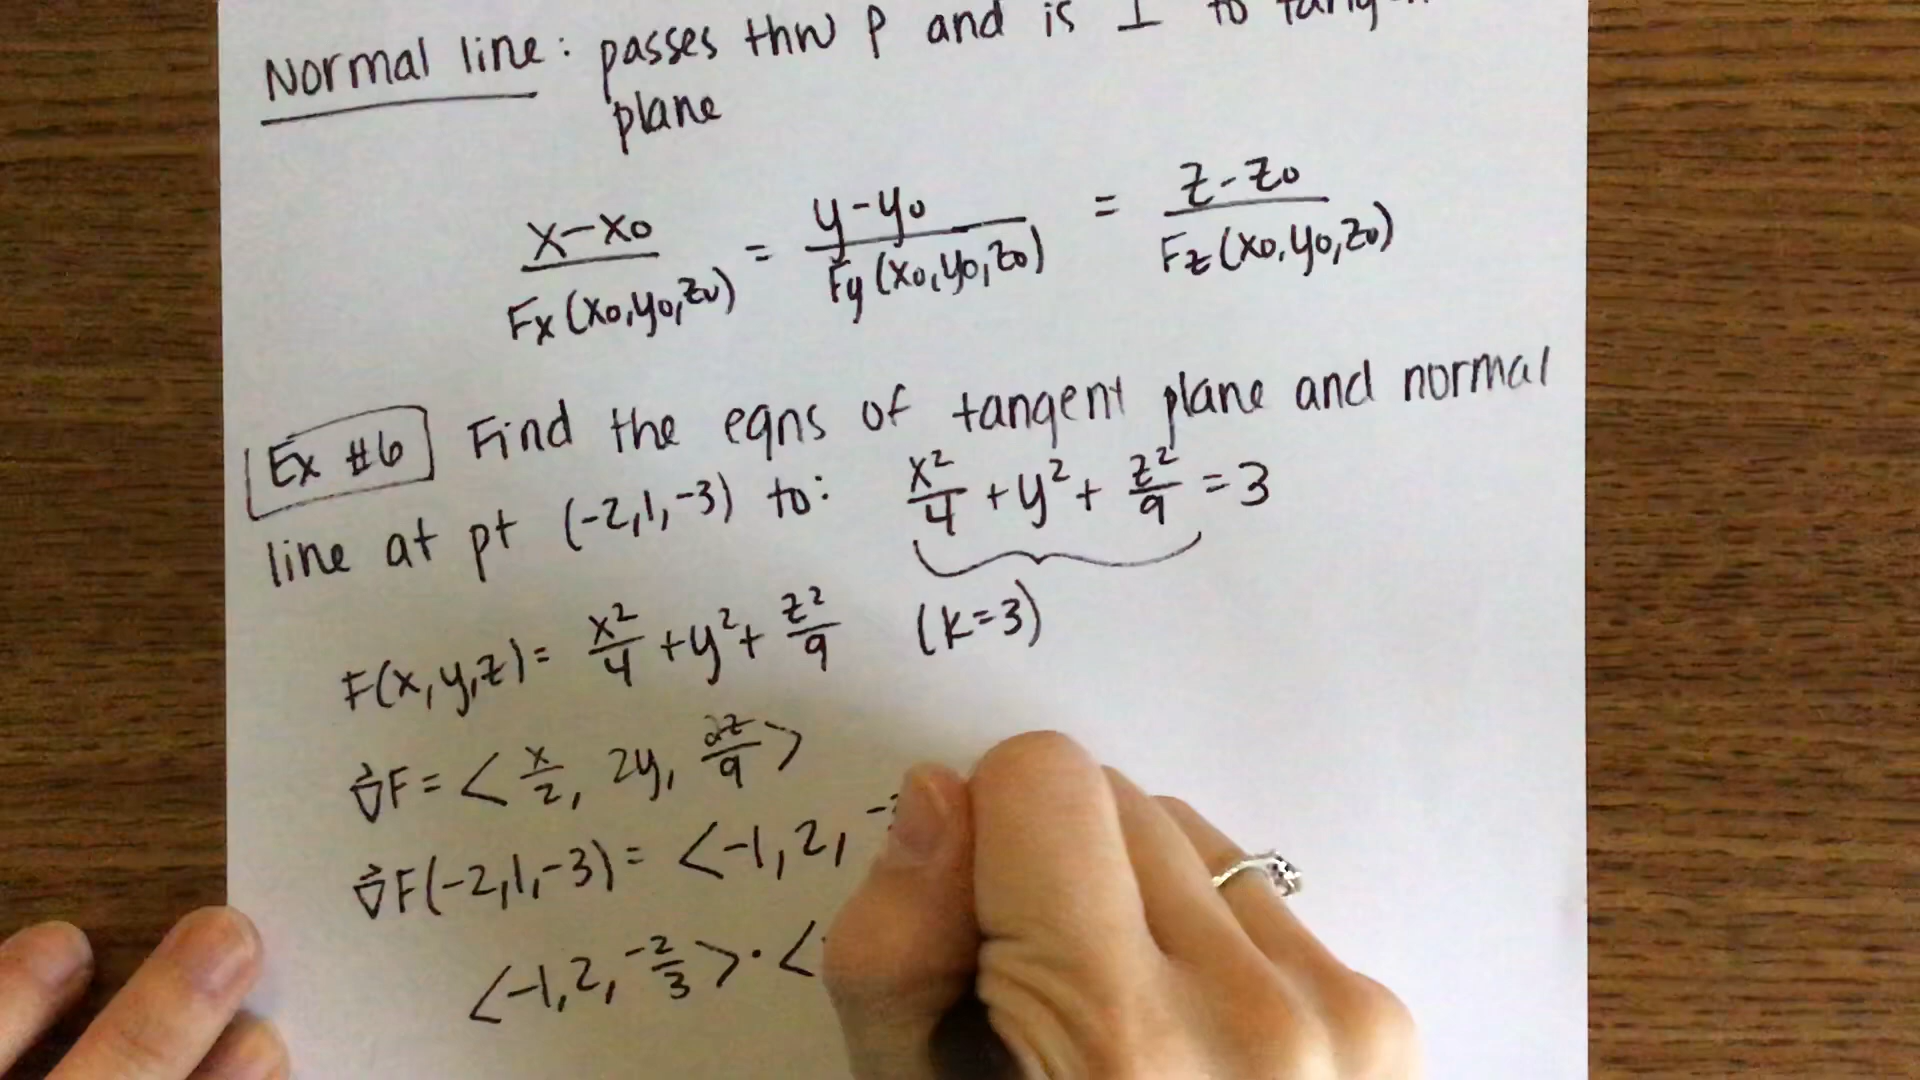 Normal line: passes thru P and is ⊥ to
plane
x-x₀ / Fx(x₀,y₀,z₀) = y-y₀ / Fy(x₀,y₀,z₀) = z-z₀ / Fz(x₀,y₀,z₀)
Ex #6 Find the eqns of tangent plane and normal
line at pt (-2,1,-3) to: x²/4 + y² + z²/9 = 3
F(x,y,z) = x²/4 + y² + z²/9 (k=3)
∇⃗F = <x/2, 2y, 2z/9>
∇⃗F(-2,1,-3) = <-1, 2, -
<-1, 2, -2/3> · <